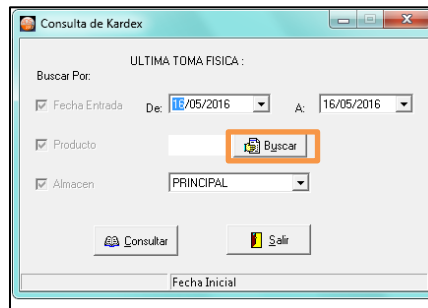 Consulta de Kardex
ULTIMA TOMA FISICA :
Buscar Por:
Fecha Entrada De: 16/05/2016 A: 16/05/2016
Producto Buscar
Almacen PRINCIPAL
Consultar Salir
Fecha Inicial